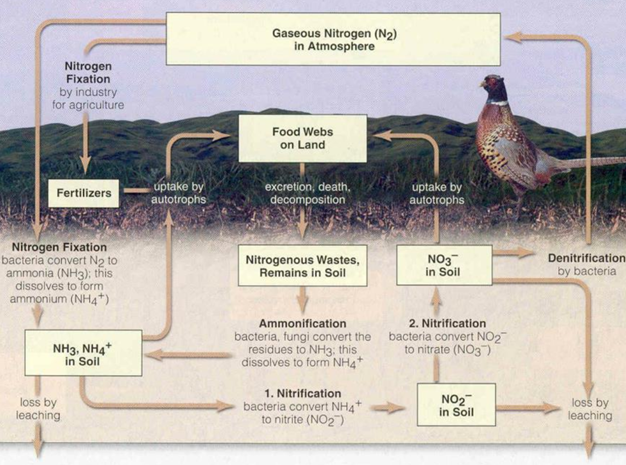 Gaseous Nitrogen (N₂)
in Atmosphere
Nitrogen
Fixation
by industry
for agriculture
Food Webs
on Land
Fertilizers
uptake by
autotrophs
excretion, death,
decomposition
uptake by
autotrophs
Nitrogen Fixation
bacteria convert N₂ to
ammonia (NH₃); this
dissolves to form
ammonium (NH₄⁺)
Nitrogenous Wastes,
Remains in Soil
NO₃⁻
in Soil
Denitrification
by bacteria
NH₃, NH₄⁺
in Soil
Ammonification
bacteria, fungi convert the
residues to NH₃; this
dissolves to form NH₄⁺
2. Nitrification
bacteria convert NO₂⁻
to nitrate (NO₃⁻)
loss by
leaching
1. Nitrification
bacteria convert NH₄⁺
to nitrite (NO₂⁻)
NO₂⁻
in Soil
loss by
leaching